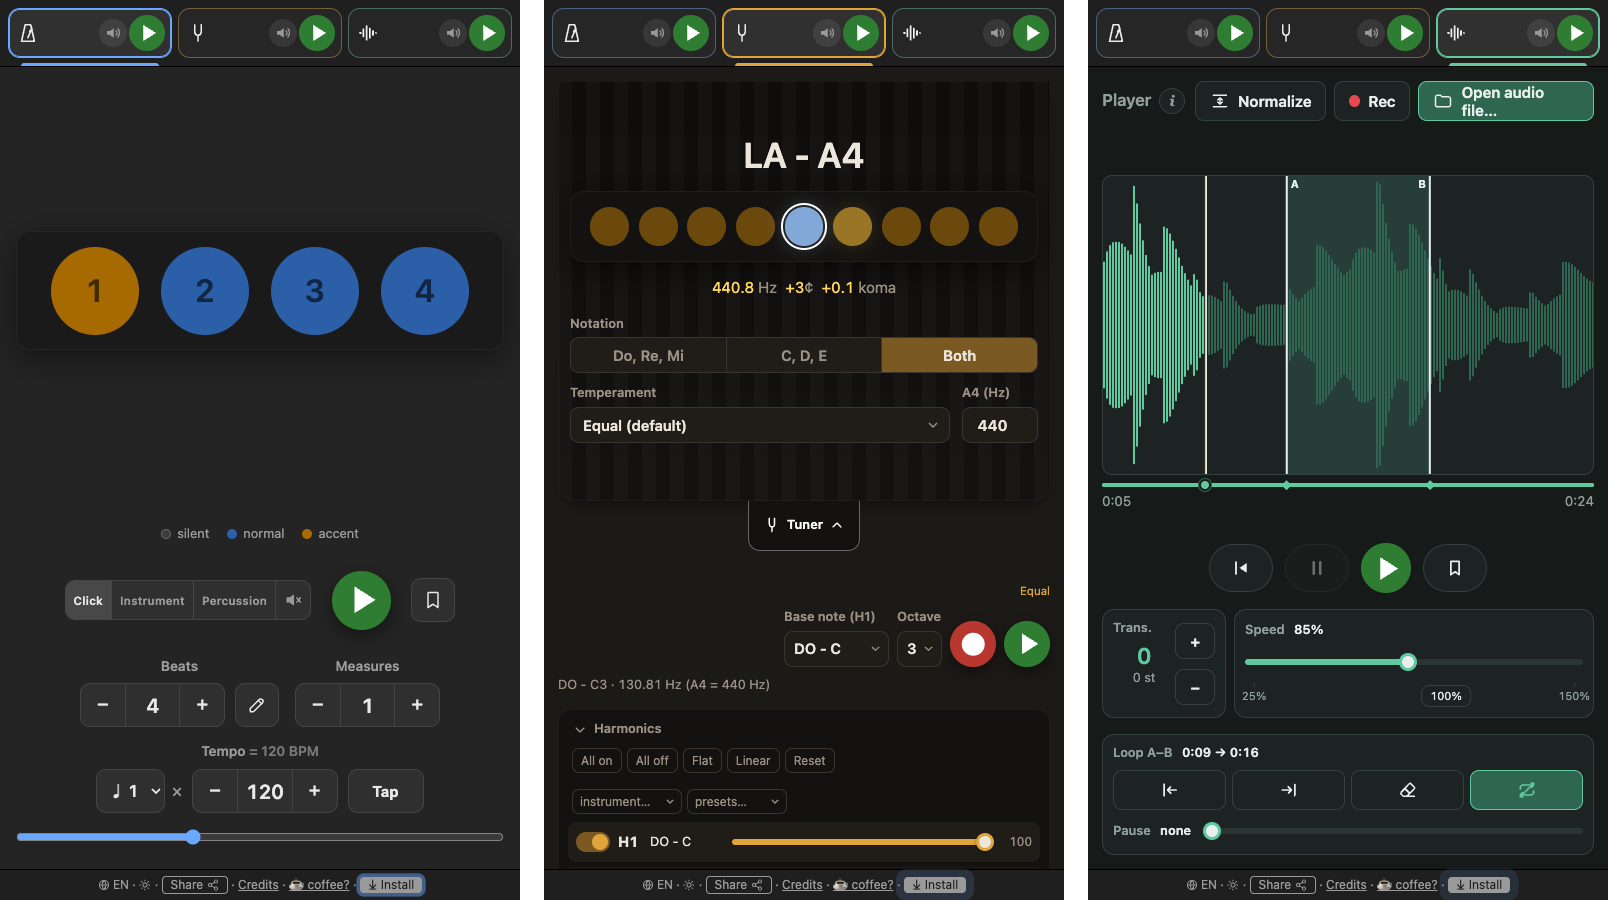 1 2 3 4
silent normal accent
Click Instrument Percussion
Beats Measures
− 4 + − 1 +
Tempo = 120 BPM
♩ 1 × − 120 + Tap
EN · Share · Credits · coffee? · Install
LA - A4
440.8 Hz +3¢ +0.1 koma
Notation
Do, Re, Mi C, D, E Both
Temperament A4 (Hz)
Equal (default) 440
Tuner
Equal
Base note (H1) Octave
DO - C 3
DO - C3 · 130.81 Hz (A4 = 440 Hz)
Harmonics
All on All off Flat Linear Reset
instrument... presets...
H1 DO - C 100
EN · Share · Credits · coffee? · Install
Player i Normalize Rec Open audio
file...
A B
0:05 0:24
Trans. Speed 85%
+
0
0 st
−
25% 100% 150%
Loop A–B 0:09 → 0:16
Pause none
EN · Share · Credits · coffee? · Install